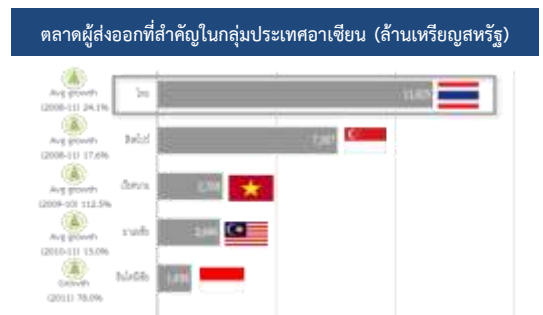 ตลาดผู้ส่งออกที่สำคัญในกลุ่มประเทศอาเซียน (ล้านเหรียญสหรัฐ)
Avg growth
(2008-11) 24.1%
ไทย
Avg growth
(2008-11) 17.6%
สิงคโปร์
Avg growth
(2009-10) 112.5%
เวียดนาม
Avg growth
(2010-11) 15.0%
มาเลเซีย
Growth
(2011) 78.0%
อินโดนีเซีย